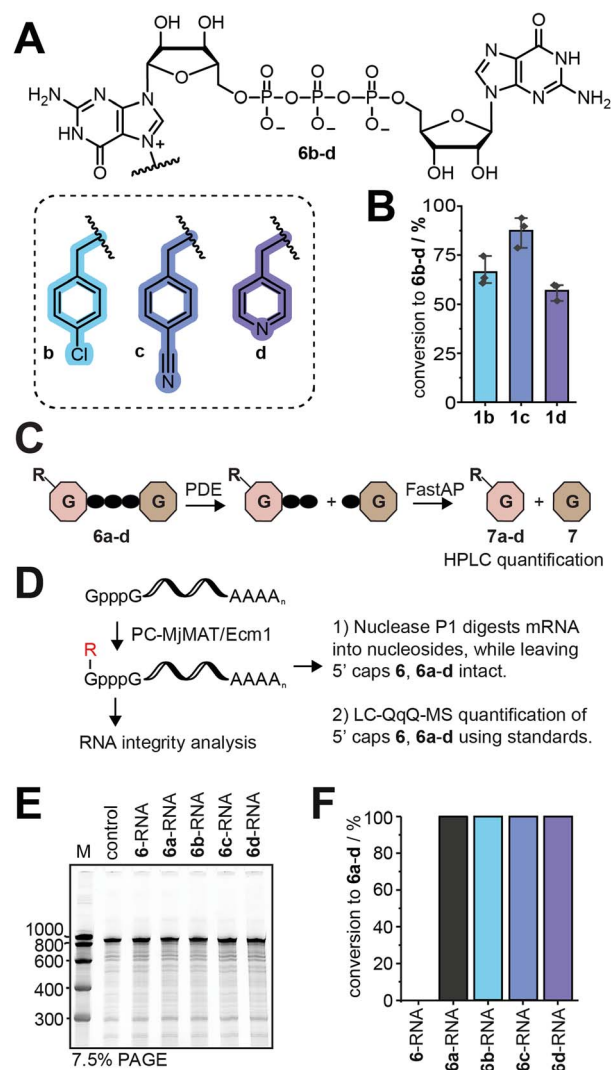 A
OH OH
O
N
N
N
O
O P O P O P O
O O O
O− O− O−
N
N
N
NH
NH₂
O
H₂N
HN
N+
O
O
6b-d
OH OH
b
Cl
c
N
N
d
B
conversion to 6b-d / %
100
75
50
25
0
1b 1c 1d
C
R
G G
PDE
R
G + G
FastAP
R
G + G
6a-d
7a-d 7
HPLC quantification
D
GpppG AAAAₙ
PC-MjMAT/Ecm1
R
GpppG AAAAₙ
RNA integrity analysis
1) Nuclease P1 digests mRNA
into nucleosides, while leaving
5' caps 6, 6a-d intact.
2) LC-QqQ-MS quantification of
5' caps 6, 6a-d using standards.
E
M
control
6-RNA
6a-RNA
6b-RNA
6c-RNA
6d-RNA
1000
800
600
400
300
7.5% PAGE
F
conversion to 6a-d / %
100
80
60
40
20
0
6-RNA
6a-RNA
6b-RNA
6c-RNA
6d-RNA